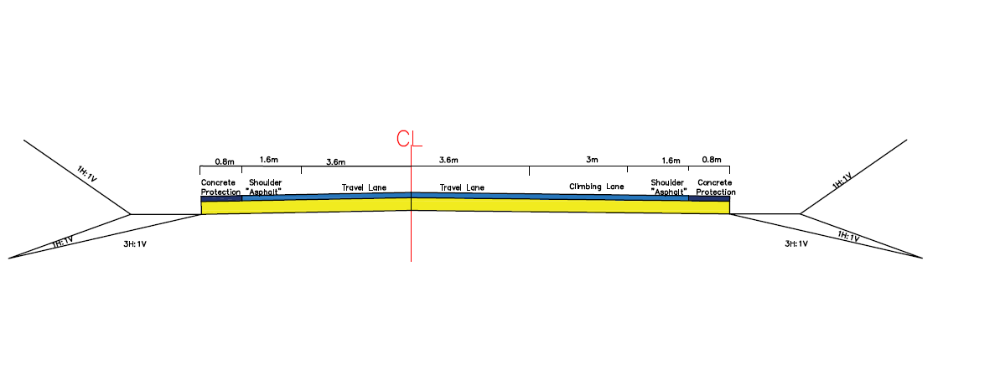 CL
0.8m
1.6m
3.6m
3.6m
3m
1.6m
0.8m
Concrete
Protection
Shoulder
"Asphalt"
Travel Lane
Travel Lane
Climbing Lane
Shoulder
"Asphalt"
Concrete
Protection
1H:1V
1H:1V
1H:1V
3H:1V
3H:1V
1H:1V